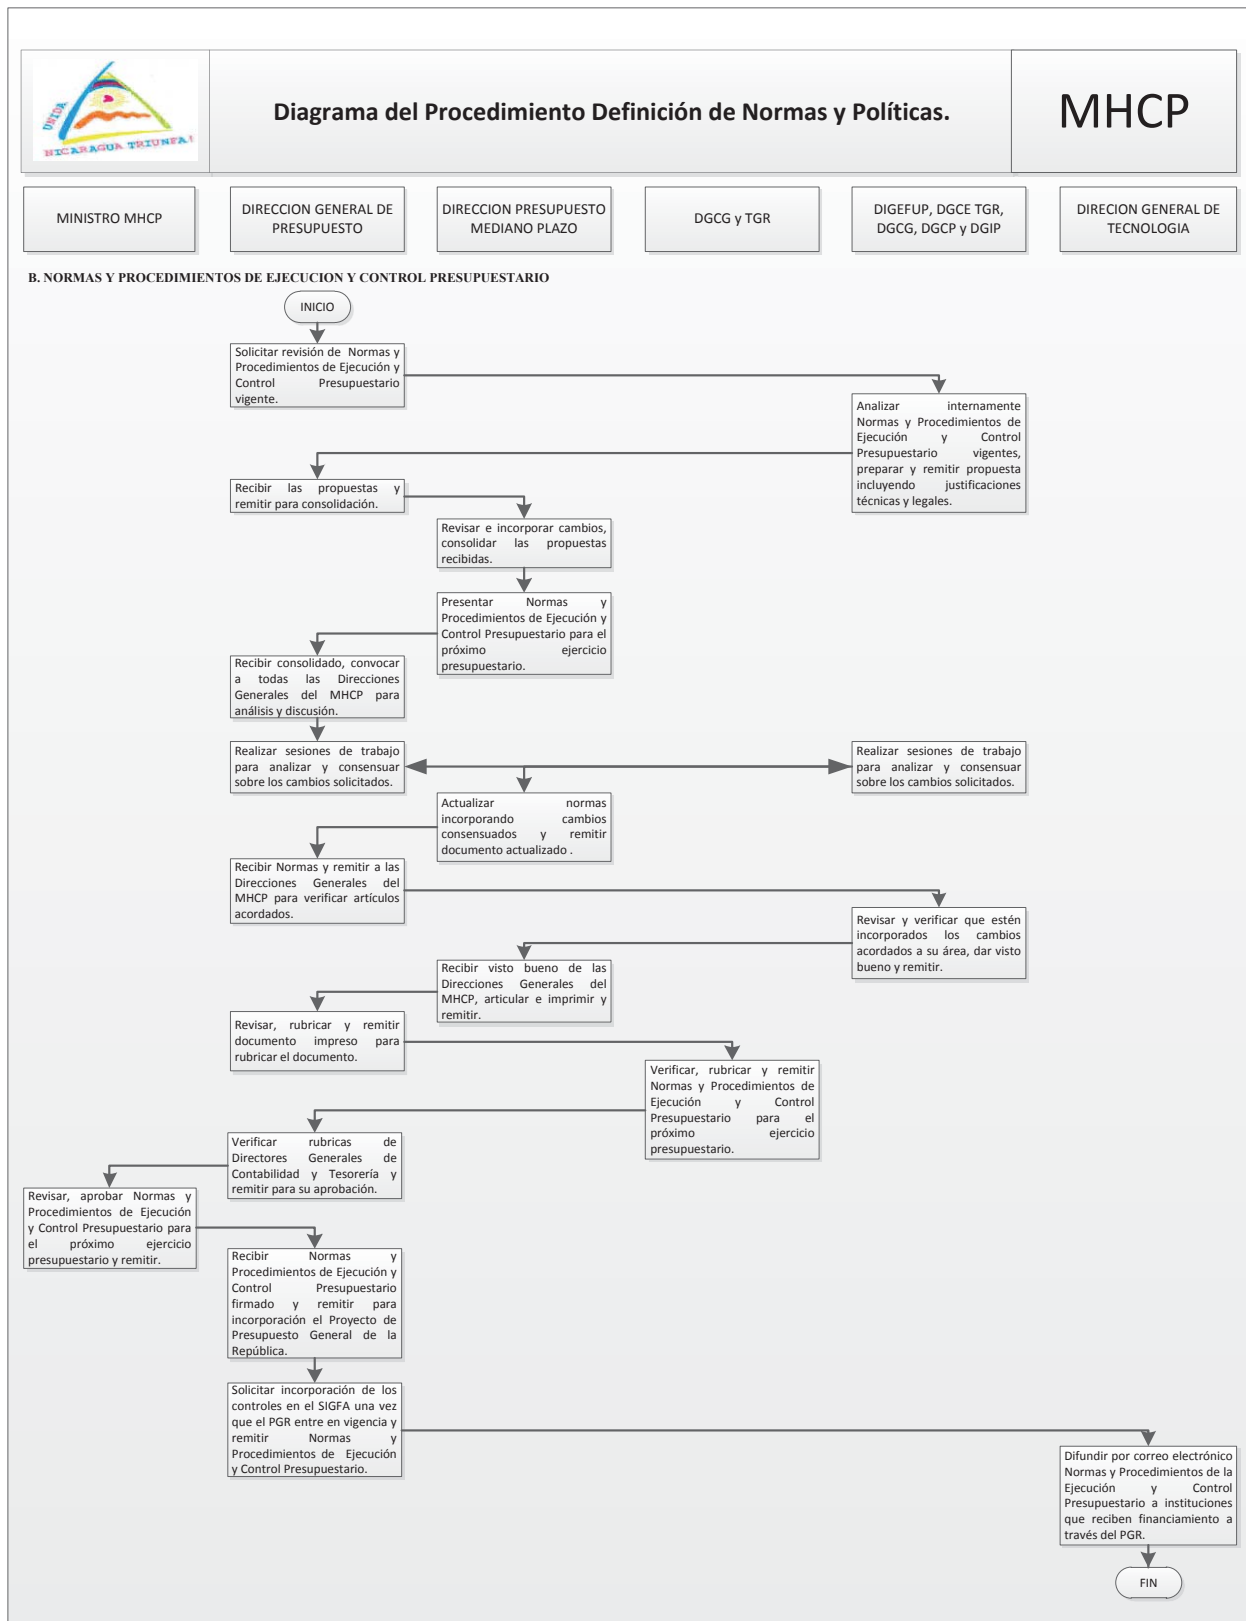 UNIDA
NICARAGUA TRIUNFA!
Diagrama del Procedimiento Definición de Normas y Políticas.
MHCP
MINISTRO MHCP
DIRECCION GENERAL DE
PRESUPUESTO
DIRECCION PRESUPUESTO
MEDIANO PLAZO
DGCG y TGR
DIGEFUP, DGCE TGR,
DGCG, DGCP y DGIP
DIRECION GENERAL DE
TECNOLOGIA
B. NORMAS Y PROCEDIMIENTOS DE EJECUCION Y CONTROL PRESUPUESTARIO
INICIO
Solicitar revisión de Normas y
Procedimientos de Ejecución y
Control Presupuestario
vigente.
Analizar internamente
Normas y Procedimientos de
Ejecución y Control
Presupuestario vigentes,
preparar y remitir propuesta
incluyendo justificaciones
técnicas y legales.
Recibir las propuestas y
remitir para consolidación.
Revisar e incorporar cambios,
consolidar las propuestas
recibidas.
Presentar Normas y
Procedimientos de Ejecución y
Control Presupuestario para el
próximo ejercicio
presupuestario.
Recibir consolidado, convocar
a todas las Direcciones
Generales del MHCP para
análisis y discusión.
Realizar sesiones de trabajo
para analizar y consensuar
sobre los cambios solicitados.
Realizar sesiones de trabajo
para analizar y consensuar
sobre los cambios solicitados.
Actualizar normas
incorporando cambios
consensuados y remitir
documento actualizado .
Recibir Normas y remitir a las
Direcciones Generales del
MHCP para verificar artículos
acordados.
Revisar y verificar que estén
incorporados los cambios
acordados a su área, dar visto
bueno y remitir.
Recibir visto bueno de las
Direcciones Generales del
MHCP, articular e imprimir y
remitir.
Revisar, rubricar y remitir
documento impreso para
rubricar el documento.
Verificar, rubricar y remitir
Normas y Procedimientos de
Ejecución y Control
Presupuestario para el
próximo ejercicio
presupuestario.
Verificar rubricas de
Directores Generales de
Contabilidad y Tesorería y
remitir para su aprobación.
Revisar, aprobar Normas y
Procedimientos de Ejecución
y Control Presupuestario para
el próximo ejercicio
presupuestario y remitir.
Recibir Normas y
Procedimientos de Ejecución y
Control Presupuestario
firmado y remitir para
incorporación el Proyecto de
Presupuesto General de la
República.
Solicitar incorporación de los
controles en el SIGFA una vez
que el PGR entre en vigencia y
remitir Normas y
Procedimientos de Ejecución
y Control Presupuestario.
Difundir por correo electrónico
Normas y Procedimientos de la
Ejecución y Control
Presupuestario a instituciones
que reciben financiamiento a
través del PGR.
FIN